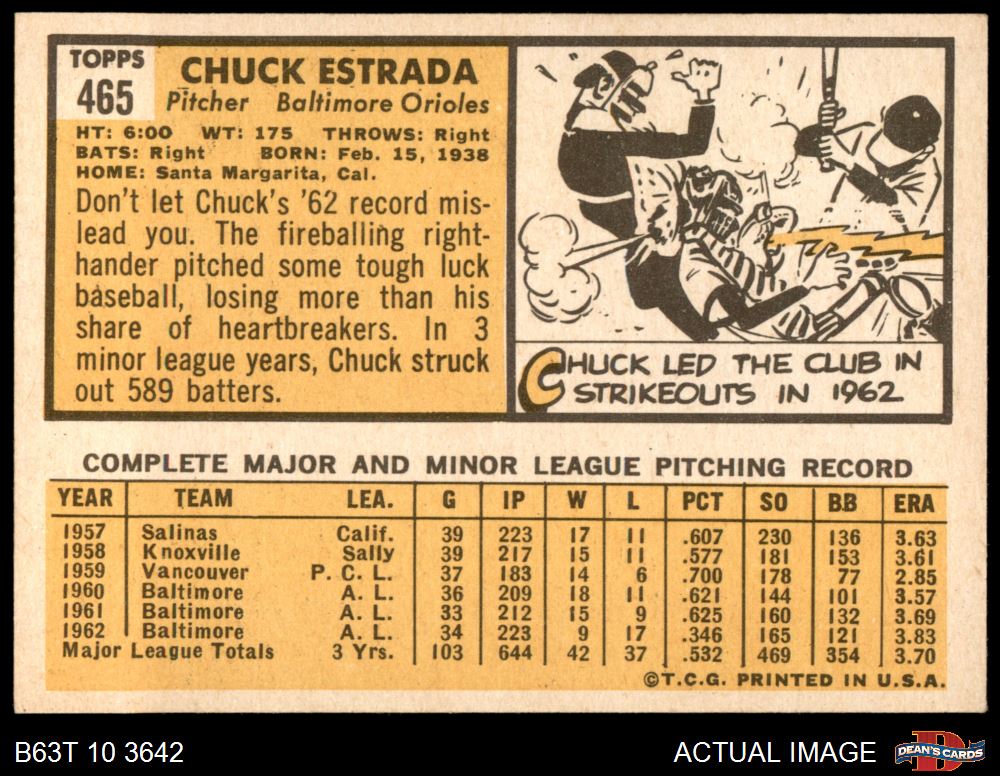 TOPPS
465
CHUCK ESTRADA
Pitcher Baltimore Orioles
HT: 6:00 WT: 175 THROWS: Right
BATS: Right BORN: Feb. 15, 1938
HOME: Santa Margarita, Cal.
Don't let Chuck's '62 record mis-
lead you. The fireballing right-
hander pitched some tough luck
baseball, losing more than his
share of heartbreakers. In 3
minor league years, Chuck struck
out 589 batters.
CHUCK LED THE CLUB IN
STRIKEOUTS IN 1962
COMPLETE MAJOR AND MINOR LEAGUE PITCHING RECORD
YEAR TEAM LEA. G IP W L PCT SO BB ERA
1957 Salinas Calif. 39 223 17 11 .607 230 136 3.63
1958 Knoxville Sally 39 217 15 11 .577 181 153 3.61
1959 Vancouver P. C. L. 37 183 14 6 .700 178 77 2.85
1960 Baltimore A. L. 36 209 18 11 .621 144 101 3.57
1961 Baltimore A. L. 33 212 15 9 .625 160 132 3.69
1962 Baltimore A. L. 34 223 9 17 .346 165 121 3.83
Major League Totals 3 Yrs. 103 644 42 37 .532 469 354 3.70
©T.C.G. PRINTED IN U.S.A.
B63T 10 3642
ACTUAL IMAGE
DEAN'S CARDS